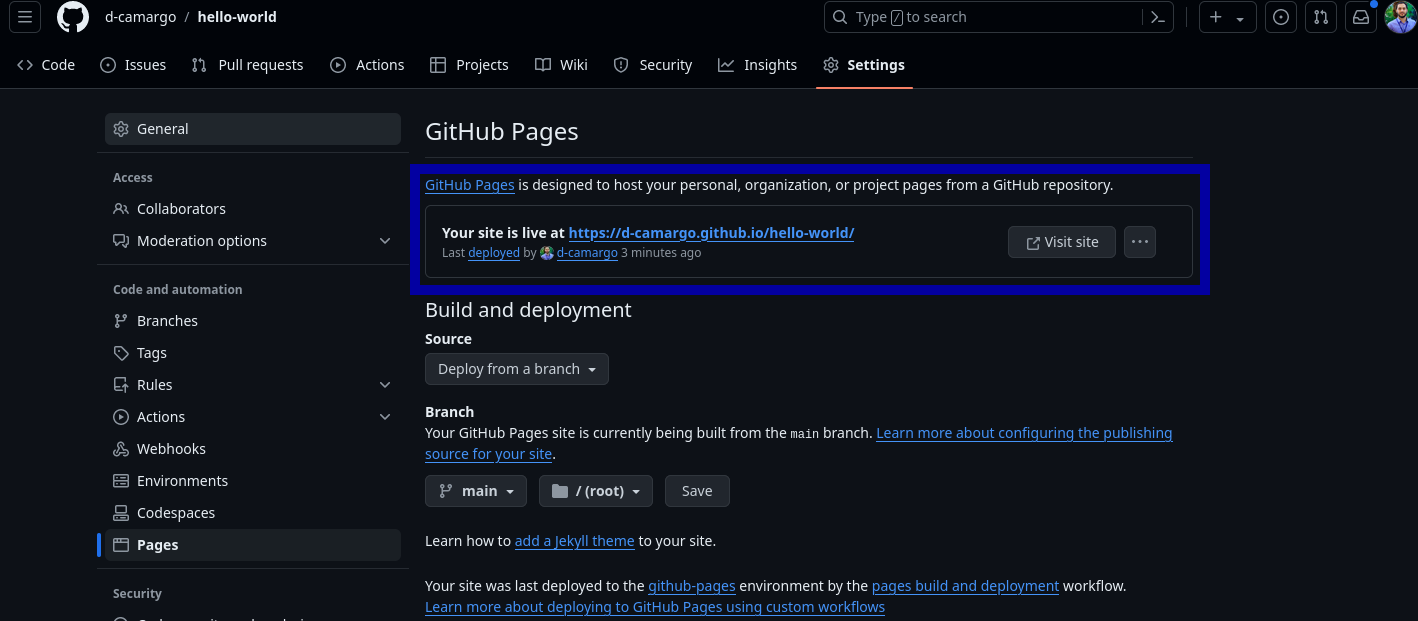 d-camargo / hello-world
Type / to search
Code
Issues
Pull requests
Actions
Projects
Wiki
Security
Insights
Settings
General
Access
Collaborators
Moderation options
Code and automation
Branches
Tags
Rules
Actions
Webhooks
Environments
Codespaces
Pages
Security
GitHub Pages
GitHub Pages is designed to host your personal, organization, or project pages from a GitHub repository.
Your site is live at https://d-camargo.github.io/hello-world/
Last deployed by d-camargo 3 minutes ago
Visit site
Build and deployment
Source
Deploy from a branch
Branch
Your GitHub Pages site is currently being built from the main branch. Learn more about configuring the publishing
source for your site.
main
/ (root)
Save
Learn how to add a Jekyll theme to your site.
Your site was last deployed to the github-pages environment by the pages build and deployment workflow.
Learn more about deploying to GitHub Pages using custom workflows